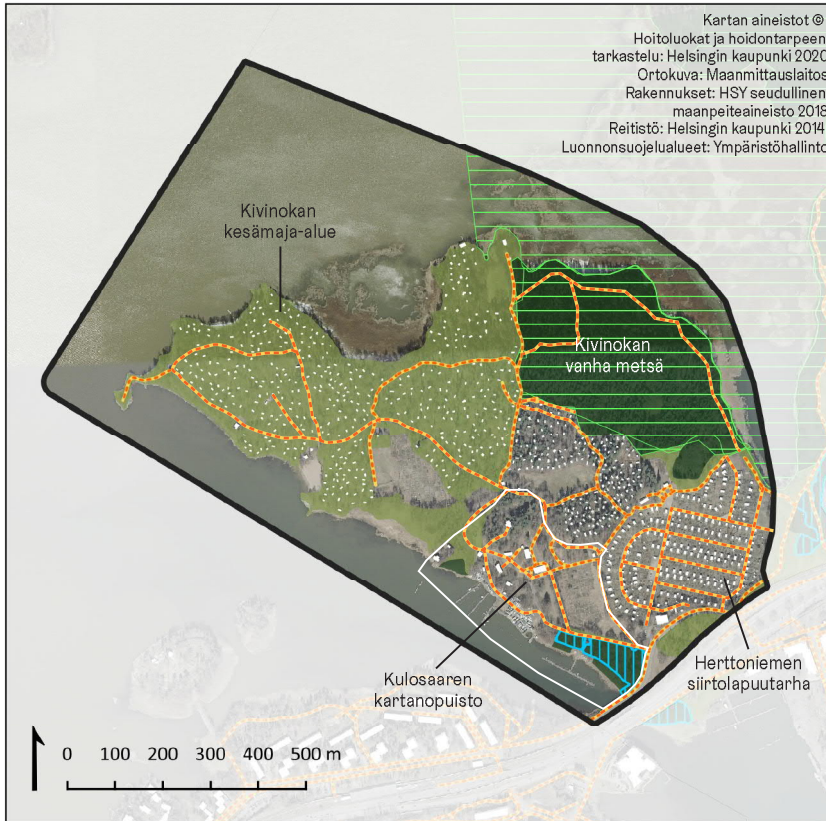 Kartan aineistot ©
Hoitoluokat ja hoidontarpeen
tarkastelu: Helsingin kaupunki 2020
Ortokuva: Maanmittauslaitos
Rakennukset: HSY seudullinen
maanpeiteaineisto 2018
Reitistö: Helsingin kaupunki 2014
Luonnonsuojelualueet: Ympäristöhallinto
Kivinokan
kesämaja-alue
Kivinokan
vanha metsä
Kulosaaren
kartanopuisto
Herttoniemen
siirtolapuutarha
0 100 200 300 400 500 m